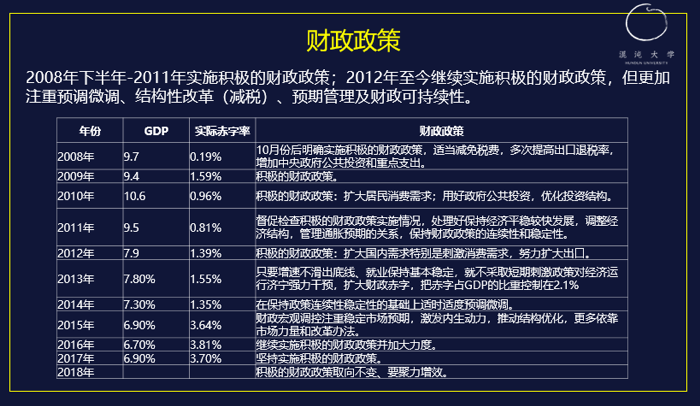 财政政策
混沌大学
HUNDUN UNIVERSITY
2008年下半年-2011年实施积极的财政政策；2012年至今继续实施积极的财政政策，但更加
注重预调微调、结构性改革（减税）、预期管理及财政可持续性。
年份 GDP 实际赤字率 财政政策
2008年 9.7 0.19% 10月份后明确实施积极的财政政策，适当减免税费，多次提高出口退税率，
增加中央政府公共投资和重点支出。
2009年 9.4 1.59% 积极的财政政策。
2010年 10.6 0.96% 积极的财政政策：扩大居民消费需求；用好政府公共投资，优化投资结构。
2011年 9.5 0.81% 督促检查积极的财政政策实施情况，处理好保持经济平稳较快发展，调整经
济结构，管理通胀预期的关系，保持财政政策的连续性和稳定性。
2012年 7.9 1.39% 积极的财政政策：扩大国内需求特别是刺激消费需求，努力扩大出口。
2013年 7.80% 1.55% 只要增速不滑出底线、就业保持基本稳定，就不采取短期刺激政策对经济运
行济宁强力干预，扩大财政赤字，把赤字占GDP的比重控制在2.1%
2014年 7.30% 1.35% 在保持政策连续性稳定性的基础上适时适度预调微调。
2015年 6.90% 3.64% 财政宏观调控注重稳定市场预期，激发内生动力，推动结构优化，更多依靠
市场力量和改革办法。
2016年 6.70% 3.81% 继续实施积极的财政政策并加大力度。
2017年 6.90% 3.70% 坚持实施积极的财政政策。
2018年 积极的财政政策取向不变、要聚力增效。